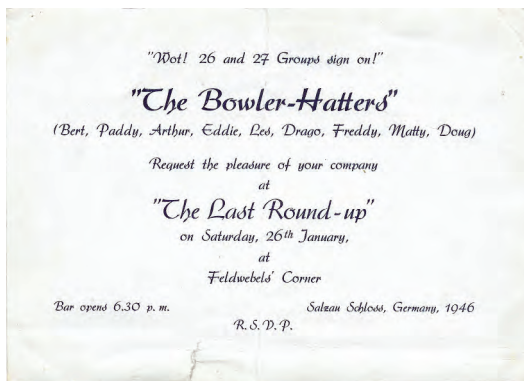 "Wot! 26 and 27 Groups sign on!"
"The Bowler-Hatters"
(Bert, Paddy, Arthur, Eddie, Les, Drago, Freddy, Matty, Doug)
Request the pleasure of your company
at
"The Last Round-up"
on Saturday, 26th January,
at
Feldwebels' Corner
Bar opens 6.30 p. m.
Salzau Schloss, Germany, 1946
R. S. V. P.